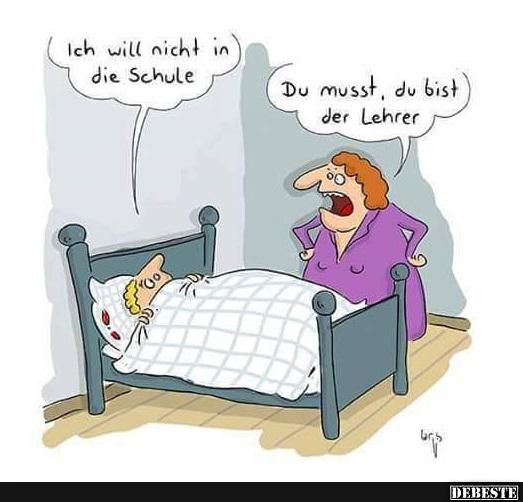 Ich will nicht in
die Schule
Du musst, du bist
der Lehrer
DEBESTE